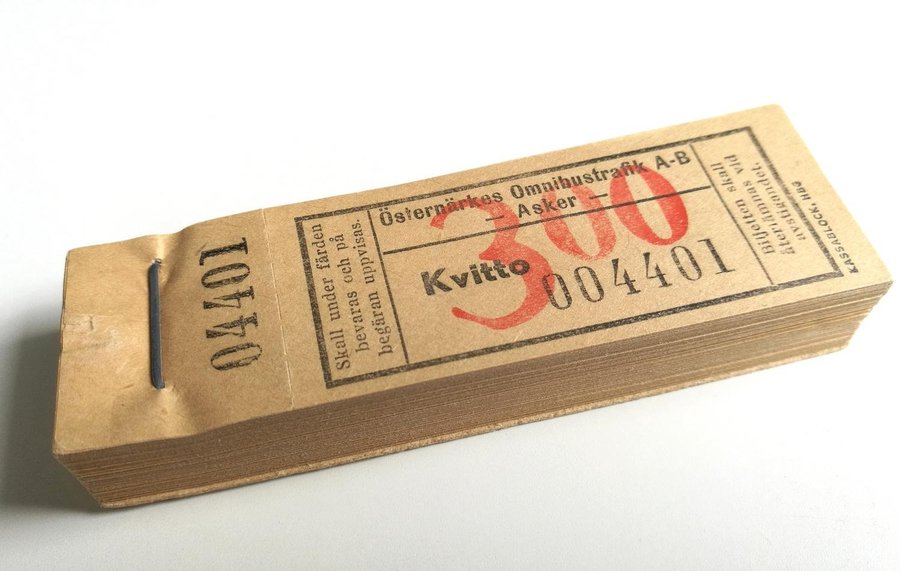 04401
Skall under färden
bevaras och på
begäran uppvisas.
Östernärkes Omnibustrafik A-B
— Asker —
300
Kvitto
004401
Biljetten skall
återlämnas vid
avstigandet.
KASSABLOCK, HBG